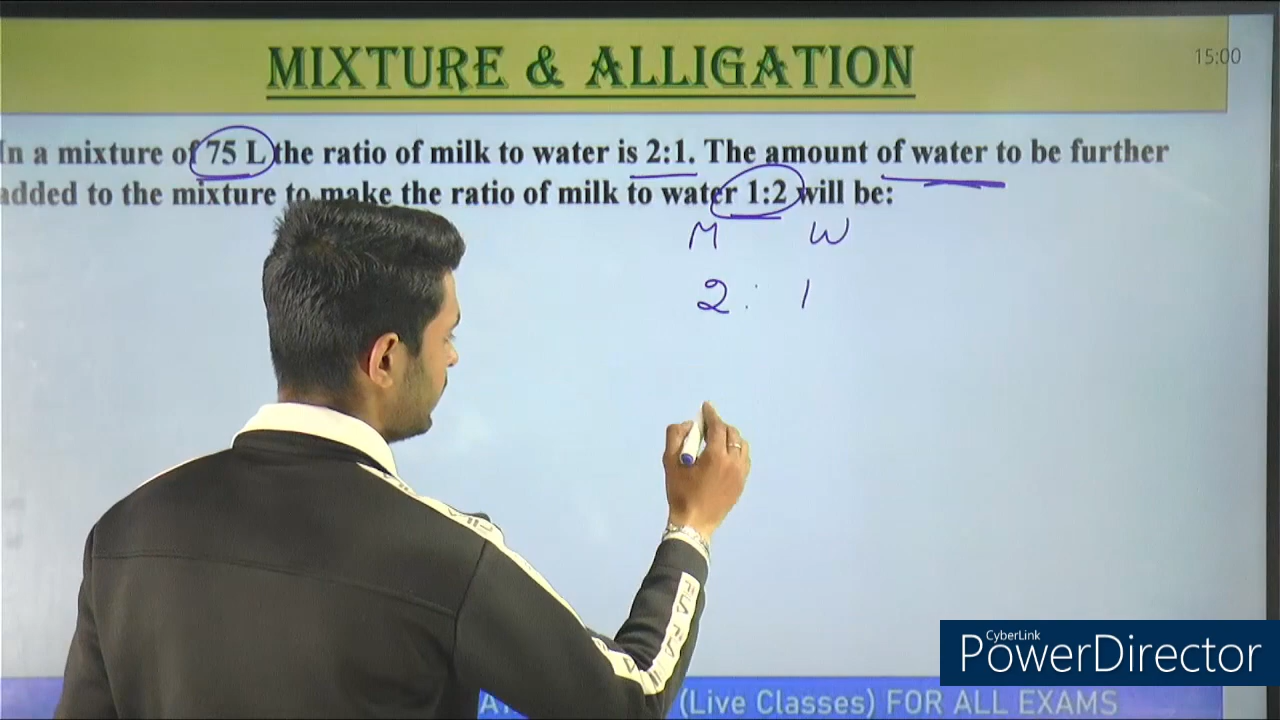 MIXTURE & ALLIGATION
15:00
In a mixture of 75 L the ratio of milk to water is 2:1. The amount of water to be further
added to the mixture to make the ratio of milk to water 1:2 will be:
M W
2 : 1
FILA FILA
CyberLink
PowerDirector
(Live Classes) FOR ALL EXAMS